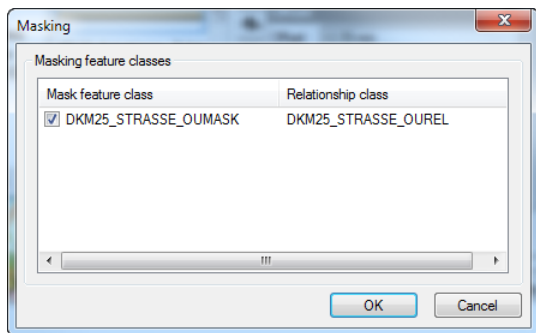 Masking
Masking feature classes
Mask feature class Relationship class
DKM25_STRASSE_OUMASK DKM25_STRASSE_OUREL
OK Cancel